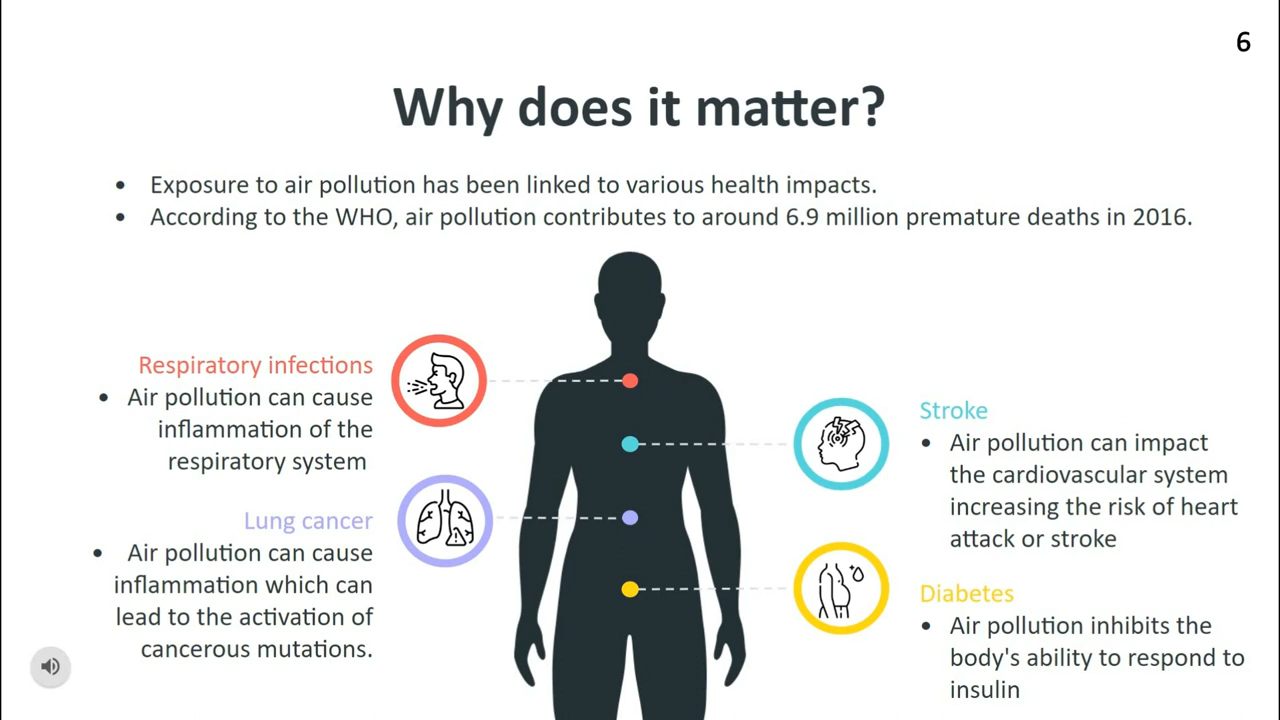 6
Why does it matter?
• Exposure to air pollution has been linked to various health impacts.
• According to the WHO, air pollution contributes to around 6.9 million premature deaths in 2016.
Respiratory infections
• Air pollution can cause
inflammation of the
respiratory system
Lung cancer
• Air pollution can cause
inflammation which can
lead to the activation of
cancerous mutations.
Stroke
• Air pollution can impact
the cardiovascular system
increasing the risk of heart
attack or stroke
Diabetes
• Air pollution inhibits the
body's ability to respond to
insulin